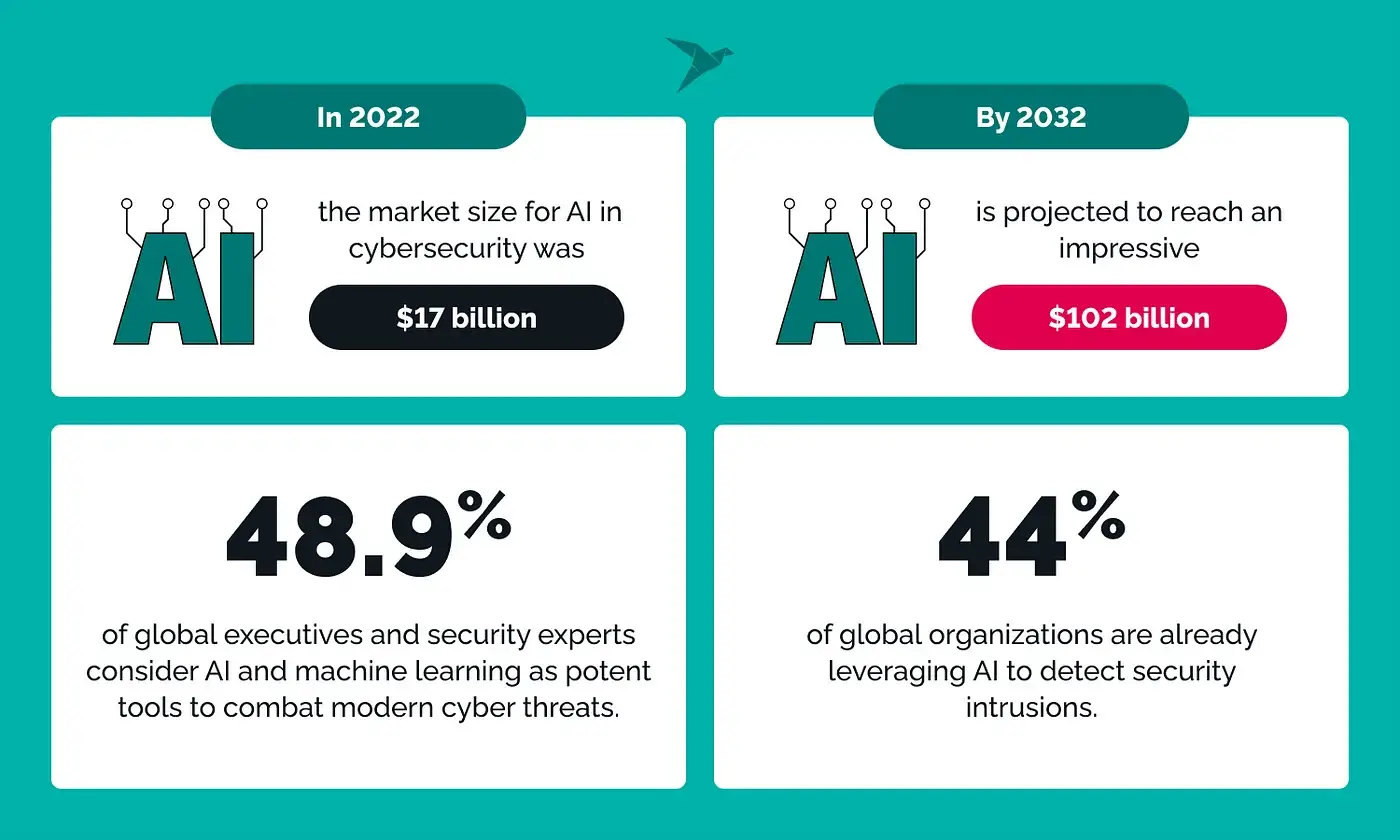 In 2022
AI
the market size for AI in
cybersecurity was
$17 billion
By 2032
AI
is projected to reach an
impressive
$102 billion
48.9%
of global executives and security experts
consider AI and machine learning as potent
tools to combat modern cyber threats.
44%
of global organizations are already
leveraging AI to detect security
intrusions.